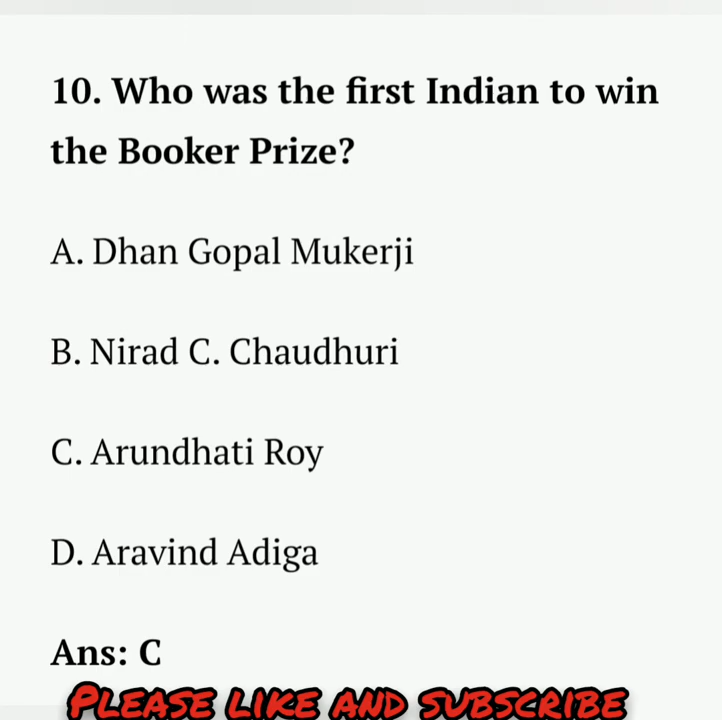 10. Who was the first Indian to win
the Booker Prize?
A. Dhan Gopal Mukerji
B. Nirad C. Chaudhuri
C. Arundhati Roy
D. Aravind Adiga
Ans: C
PLEASE LIKE AND SUBSCRIBE